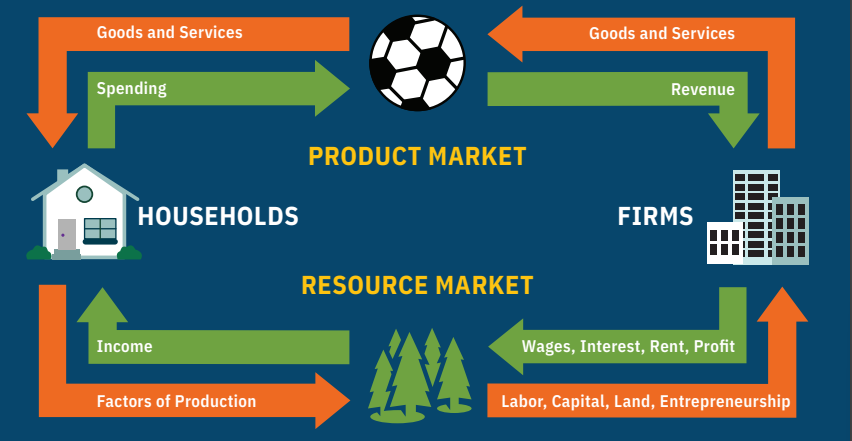 Goods and Services
Goods and Services
Spending
Revenue
PRODUCT MARKET
HOUSEHOLDS
FIRMS
RESOURCE MARKET
Income
Wages, Interest, Rent, Profit
Factors of Production
Labor, Capital, Land, Entrepreneurship